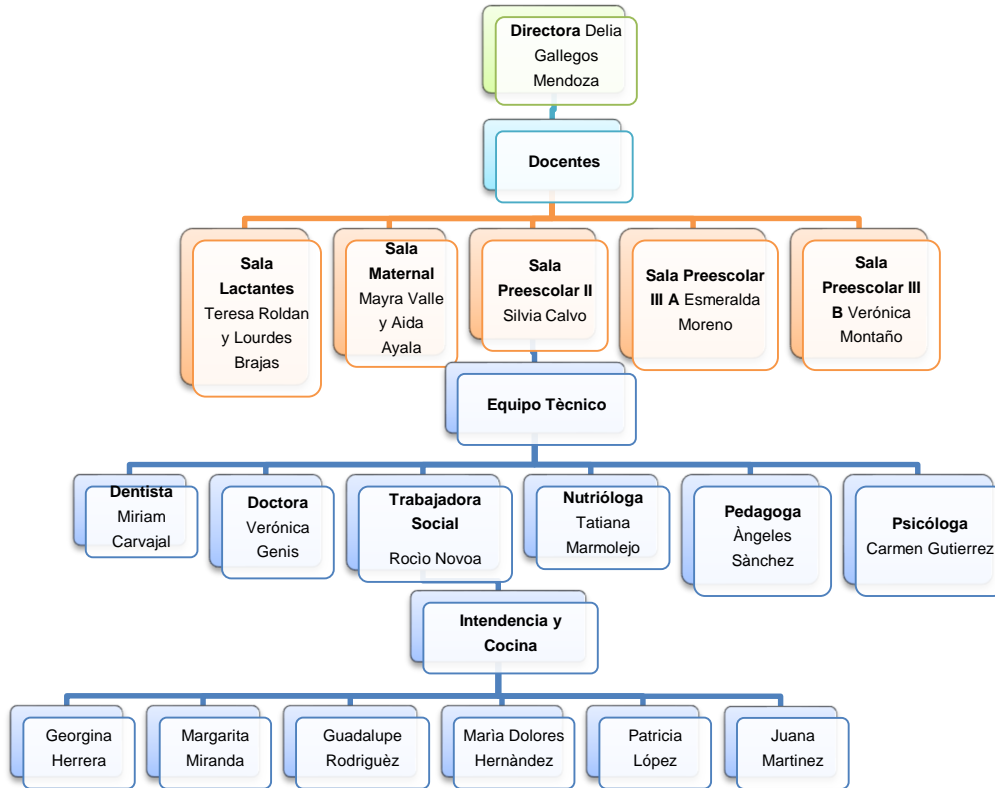 Directora Delia
Gallegos
Mendoza
Docentes
Sala
Lactantes
Teresa Roldan
y Lourdes
Brajas
Sala
Maternal
Mayra Valle
y Aida
Ayala
Sala
Preescolar II
Silvia Calvo
Sala Preescolar
III A Esmeralda
Moreno
Sala
Preescolar III
B Verónica
Montaño
Equipo Tècnico
Dentista
Miriam
Carvajal
Doctora
Verónica
Genis
Trabajadora
Social
Rocìo Novoa
Nutrióloga
Tatiana
Marmolejo
Pedagoga
Àngeles
Sànchez
Psicóloga
Carmen Gutierrez
Intendencia y
Cocina
Georgina
Herrera
Margarita
Miranda
Guadalupe
Rodriguèz
Marìa Dolores
Hernàndez
Patricia
López
Juana
Martinez